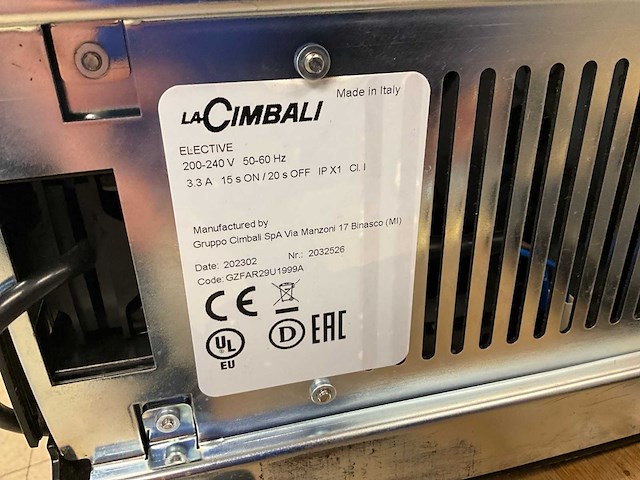 LACIMBALI
Made in Italy
ELECTIVE
200-240 V 50-60 Hz
3.3 A 15 s ON / 20 s OFF IP X1 Cl. I
Manufactured by
Gruppo Cimbali SpA Via Manzoni 17 Binasco (MI)
Date: 202302 Nr.: 2032526
Code: GZFAR29U1999A
CE
UL D EAC
EU